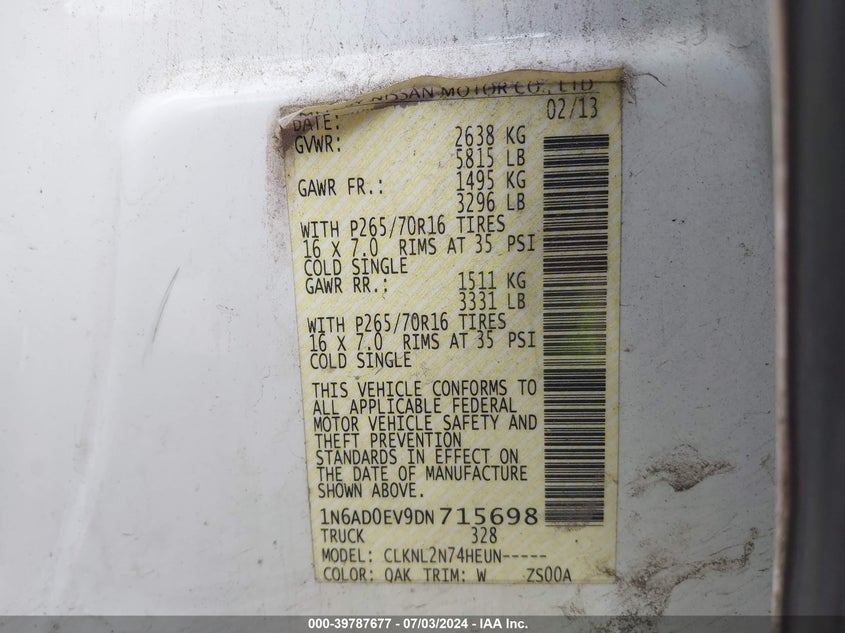 NISSAN MOTOR CO., LTD
DATE: 02/13
GVWR: 2638 KG
5815 LB
GAWR FR.: 1495 KG
3296 LB
WITH P265/70R16 TIRES
16 X 7.0 RIMS AT 35 PSI
COLD SINGLE
GAWR RR.: 1511 KG
3331 LB
WITH P265/70R16 TIRES
16 X 7.0 RIMS AT 35 PSI
COLD SINGLE
THIS VEHICLE CONFORMS TO
ALL APPLICABLE FEDERAL
MOTOR VEHICLE SAFETY AND
THEFT PREVENTION
STANDARDS IN EFFECT ON
THE DATE OF MANUFACTURE
SHOWN ABOVE.
1N6AD0EV9DN715698
TRUCK 328
MODEL: CLKNL2N74HEUN-----
COLOR: QAK TRIM: W ZS00A
000-39787677 - 07/03/2024 - IAA Inc.